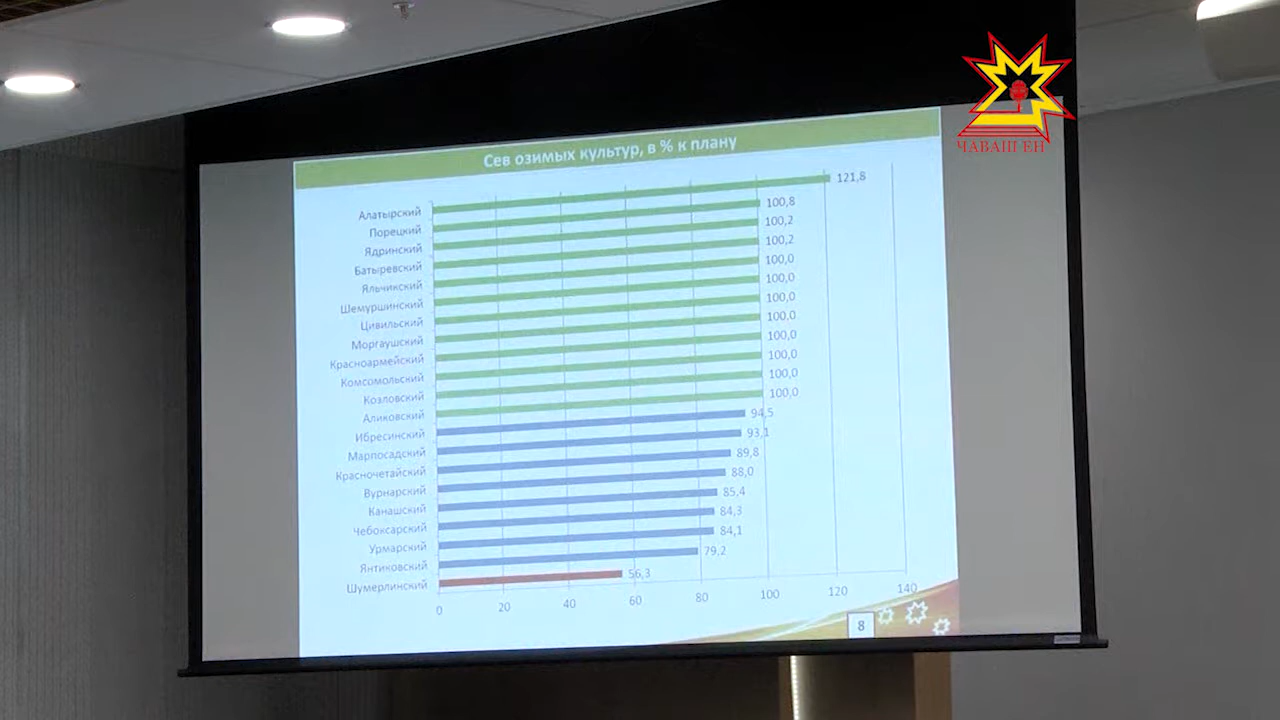 ЧАВАШ ЕН
Сев озимых культур, в % к плану
Алатырский 121,8
Порецкий 100,8
Ядринский 100,2
Батыревский 100,2
Яльчикский 100,0
Шемуршинский 100,0
Цивильский 100,0
Моргаушский 100,0
Красноармейский 100,0
Комсомольский 100,0
Козловский 100,0
Аликовский 100,0
Ибресинский 94,5
Марпосадский 93,1
Красночетайский 89,8
Вурнарский 88,0
Канашский 85,4
Чебоксарский 84,3
Урмарский 84,1
Янтиковский 79,2
Шумерлинский 56,3
0 20 40 60 80 100 120 140
8